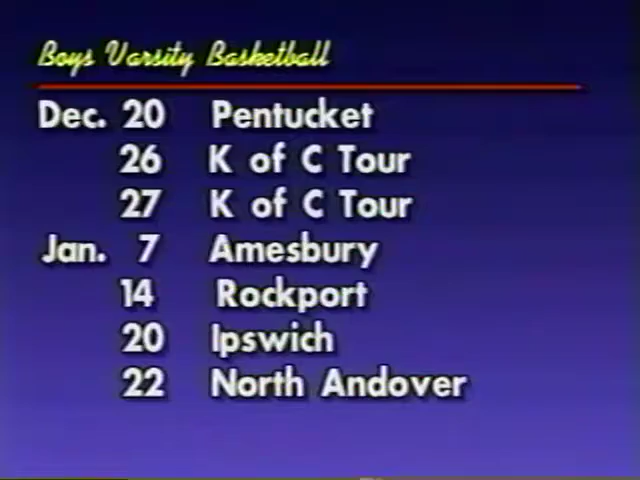 Boys Varsity Basketball
Dec. 20 Pentucket
26 K of C Tour
27 K of C Tour
Jan. 7 Amesbury
14 Rockport
20 Ipswich
22 North Andover